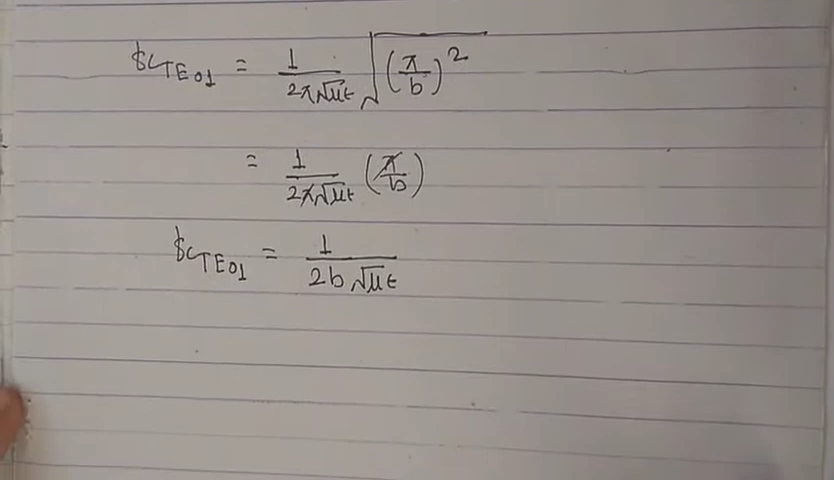 fc_TE01 = 1/(2π√με) √((π/b)^2)
= 1/(2π√με) (π/b)
fc_TE01 = 1/(2b√με)